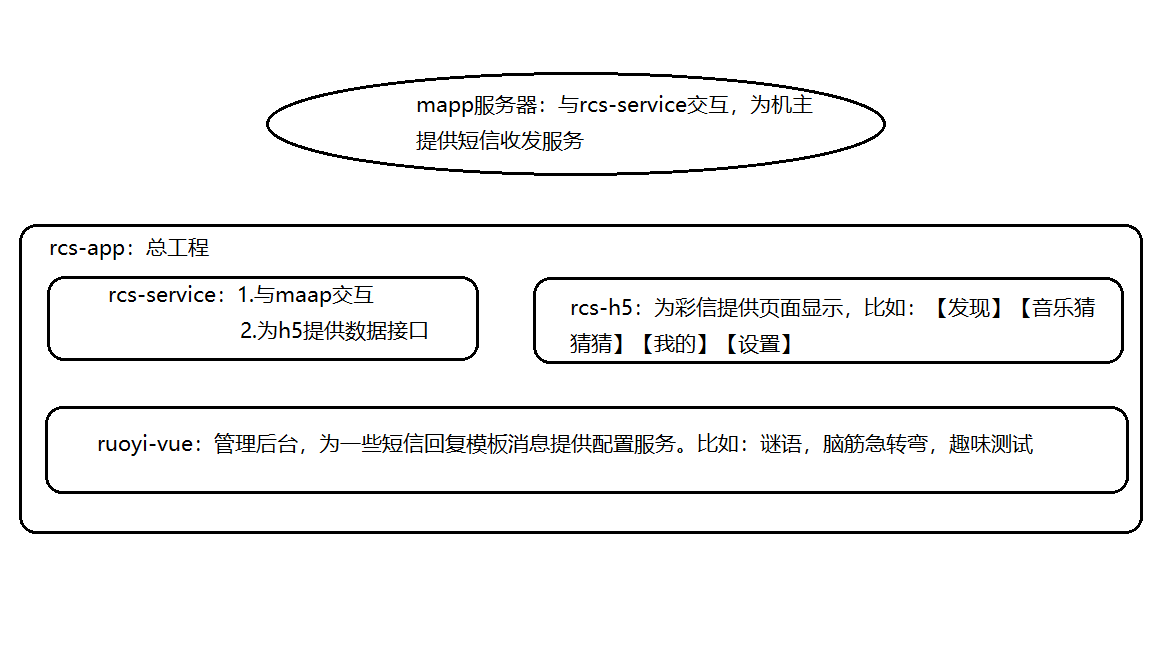 mapp服务器：与rcs-service交互，为机主
提供短信收发服务
rcs-app：总工程
rcs-service：1.与maap交互
2.为h5提供数据接口
rcs-h5：为彩信提供页面显示，比如：【发现】【音乐猜
猜猜】【我的】【设置】
ruoyi-vue：管理后台，为一些短信回复模板消息提供配置服务。比如：谜语，脑筋急转弯，趣味测试